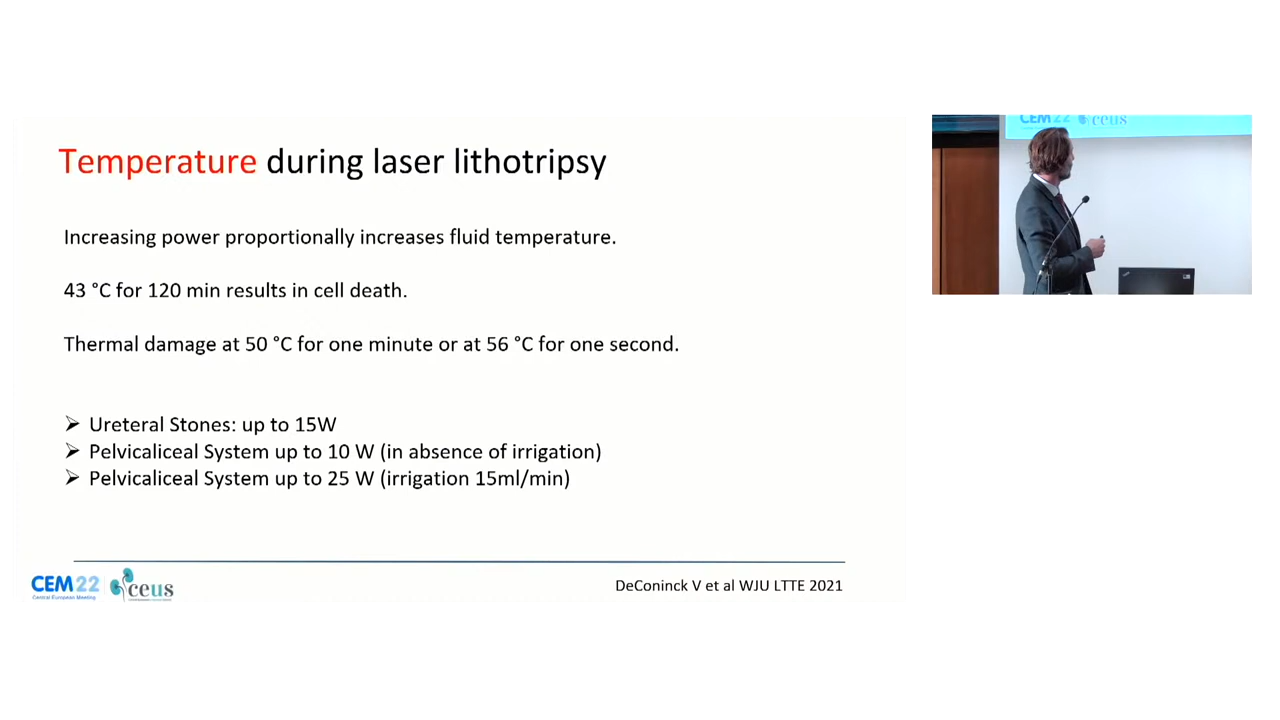 CEM22 ceus
Temperature during laser lithotripsy
Increasing power proportionally increases fluid temperature.
43 °C for 120 min results in cell death.
Thermal damage at 50 °C for one minute or at 56 °C for one second.
➢ Ureteral Stones: up to 15W
➢ Pelvicaliceal System up to 10 W (in absence of irrigation)
➢ Pelvicaliceal System up to 25 W (irrigation 15ml/min)
CEM22 ceus
Central European Meeting
DeConinck V et al WJU LTTE 2021